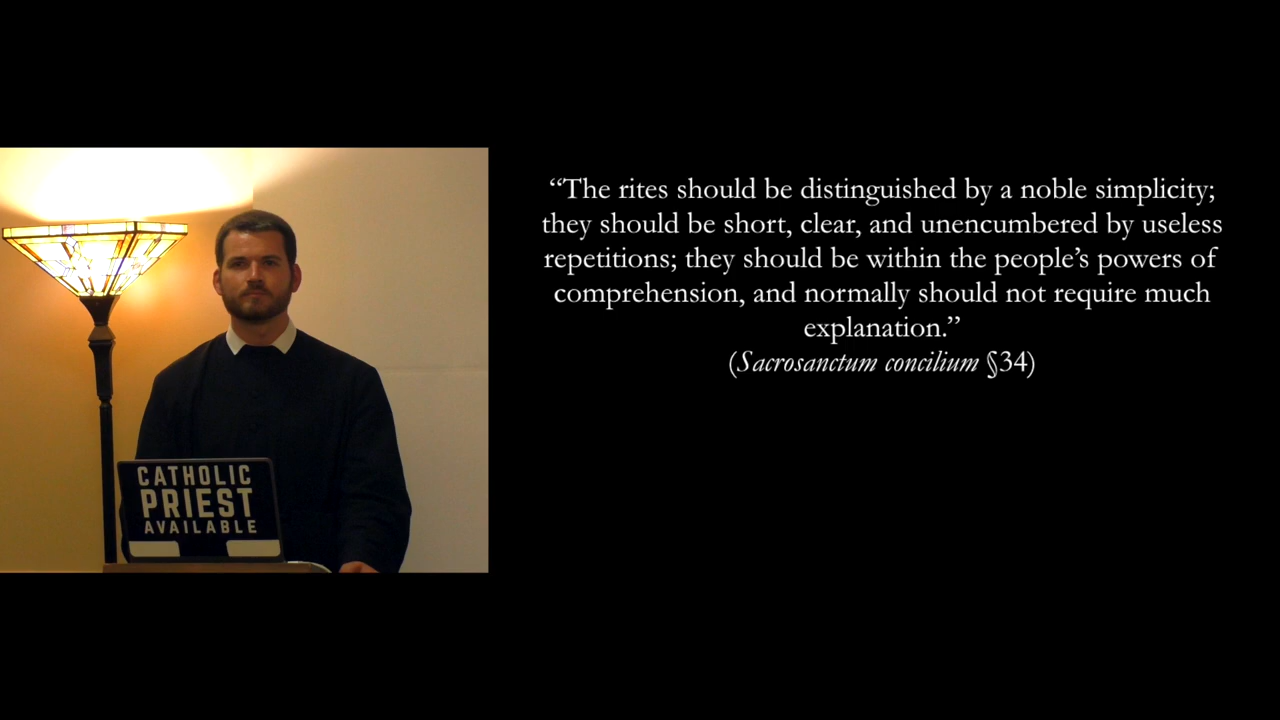 “The rites should be distinguished by a noble simplicity;
they should be short, clear, and unencumbered by useless
repetitions; they should be within the people’s powers of
comprehension, and normally should not require much
explanation.”
(Sacrosanctum concilium §34)
CATHOLIC
PRIEST
AVAILABLE